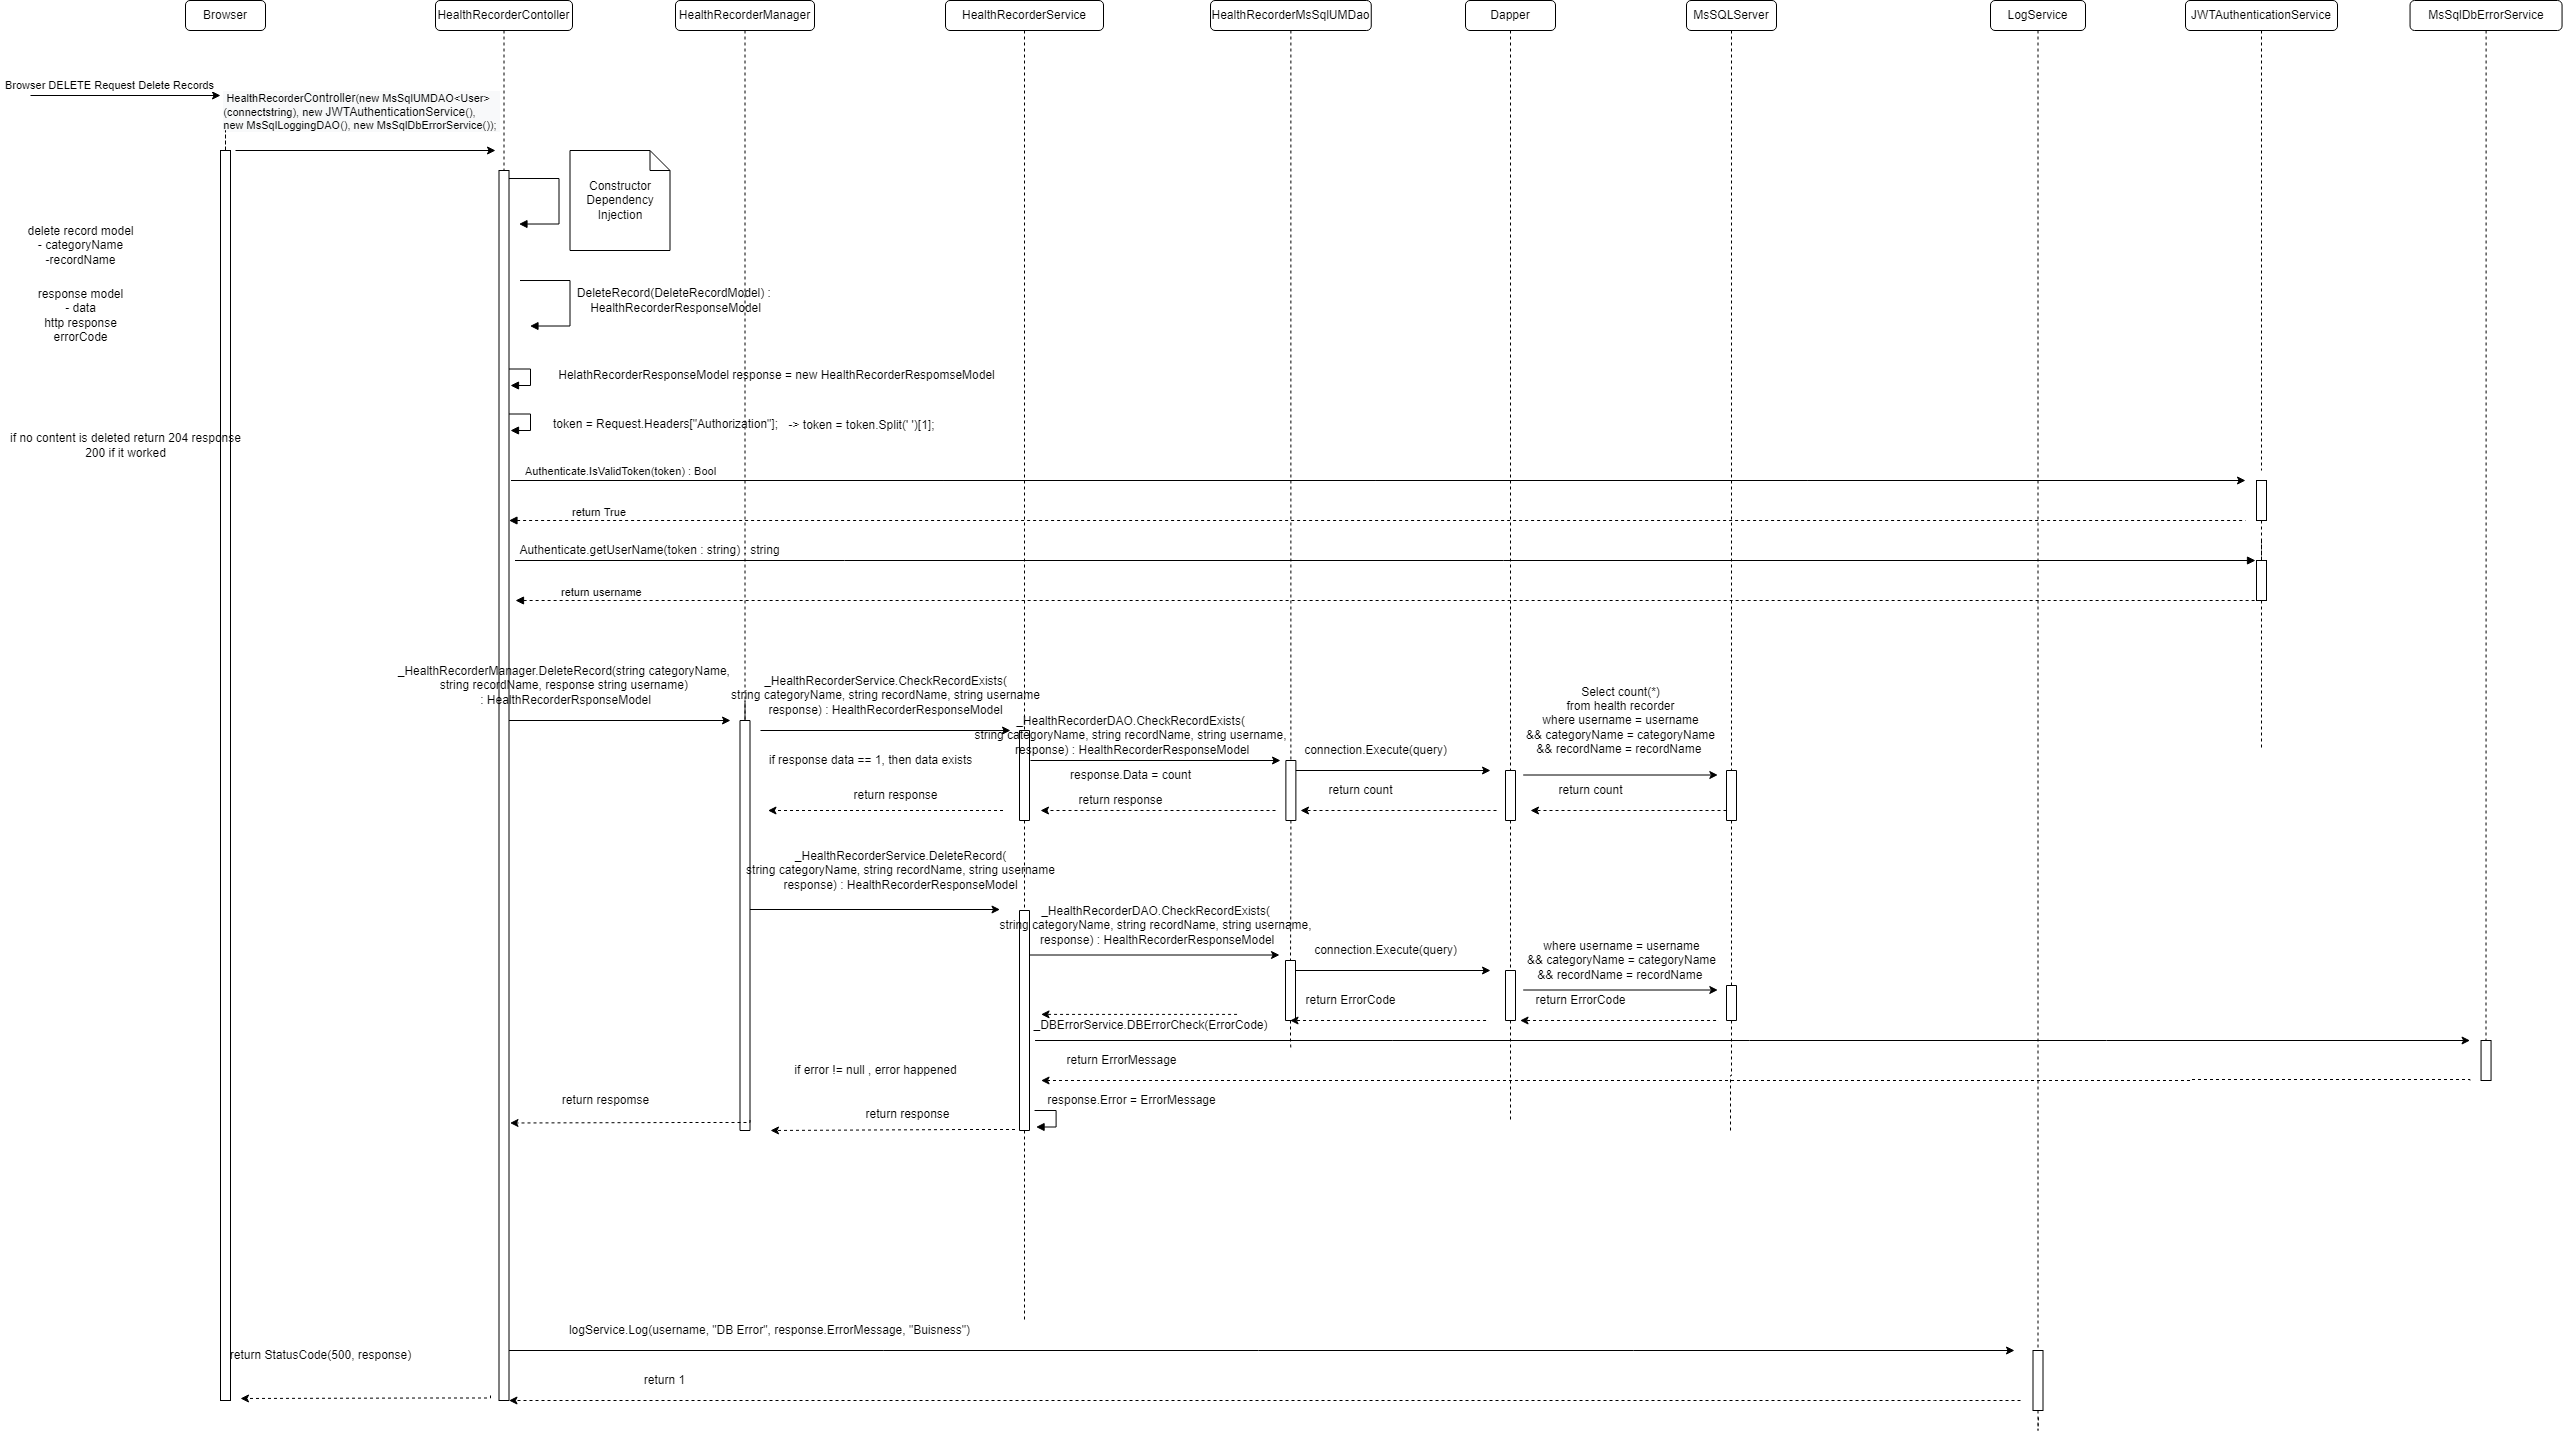 Browser
HealthRecorderContoller
HealthRecorderManager
HealthRecorderService
HealthRecorderMsSqlUMDao
Dapper
MsSQLServer
LogService
JWTAuthenticationService
MsSqlDbErrorService
Browser DELETE Request Delete Records
HealthRecorderController(new MsSqlUMDAO<User>
(connectstring), new JWTAuthenticationService(),
new MsSqlLoggingDAO(), new MsSqlDbErrorService());
Constructor
Dependency
Injection
delete record model
- categoryName
-recordName
response model
- data
http response
errorCode
DeleteRecord(DeleteRecordModel) :
HealthRecorderResponseModel
HelathRecorderResponseModel response = new HealthRecorderRespomseModel
token = Request.Headers["Authorization"];   -> token = token.Split(' ')[1];
if no content is deleted return 204 response
200 if it worked
Authenticate.IsValidToken(token) : Bool
return True
Authenticate.getUserName(token : string) : string
return username
_HealthRecorderManager.DeleteRecord(string categoryName,
string recordName, response string username)
: HealthRecorderRsponseModel
_HealthRecorderService.CheckRecordExists(
string categoryName, string recordName, string username
response) : HealthRecorderResponseModel
_HealthRecorderDAO.CheckRecordExists(
string categoryName, string recordName, string username,
response) : HealthRecorderResponseModel
connection.Execute(query)
Select count(*)
from health recorder
where username = username
&& categoryName = categoryName
&& recordName = recordName
if response data == 1, then data exists
response.Data = count
return response
return response
return count
return count
_HealthRecorderService.DeleteRecord(
string categoryName, string recordName, string username
response) : HealthRecorderResponseModel
_HealthRecorderDAO.CheckRecordExists(
string categoryName, string recordName, string username,
response) : HealthRecorderResponseModel
connection.Execute(query)
where username = username
&& categoryName = categoryName
&& recordName = recordName
return ErrorCode
return ErrorCode
_DBErrorService.DBErrorCheck(ErrorCode)
return ErrorMessage
if error != null , error happened
response.Error = ErrorMessage
return respomse
return response
logService.Log(username, "DB Error", response.ErrorMessage, "Buisness")
return StatusCode(500, response)
return 1